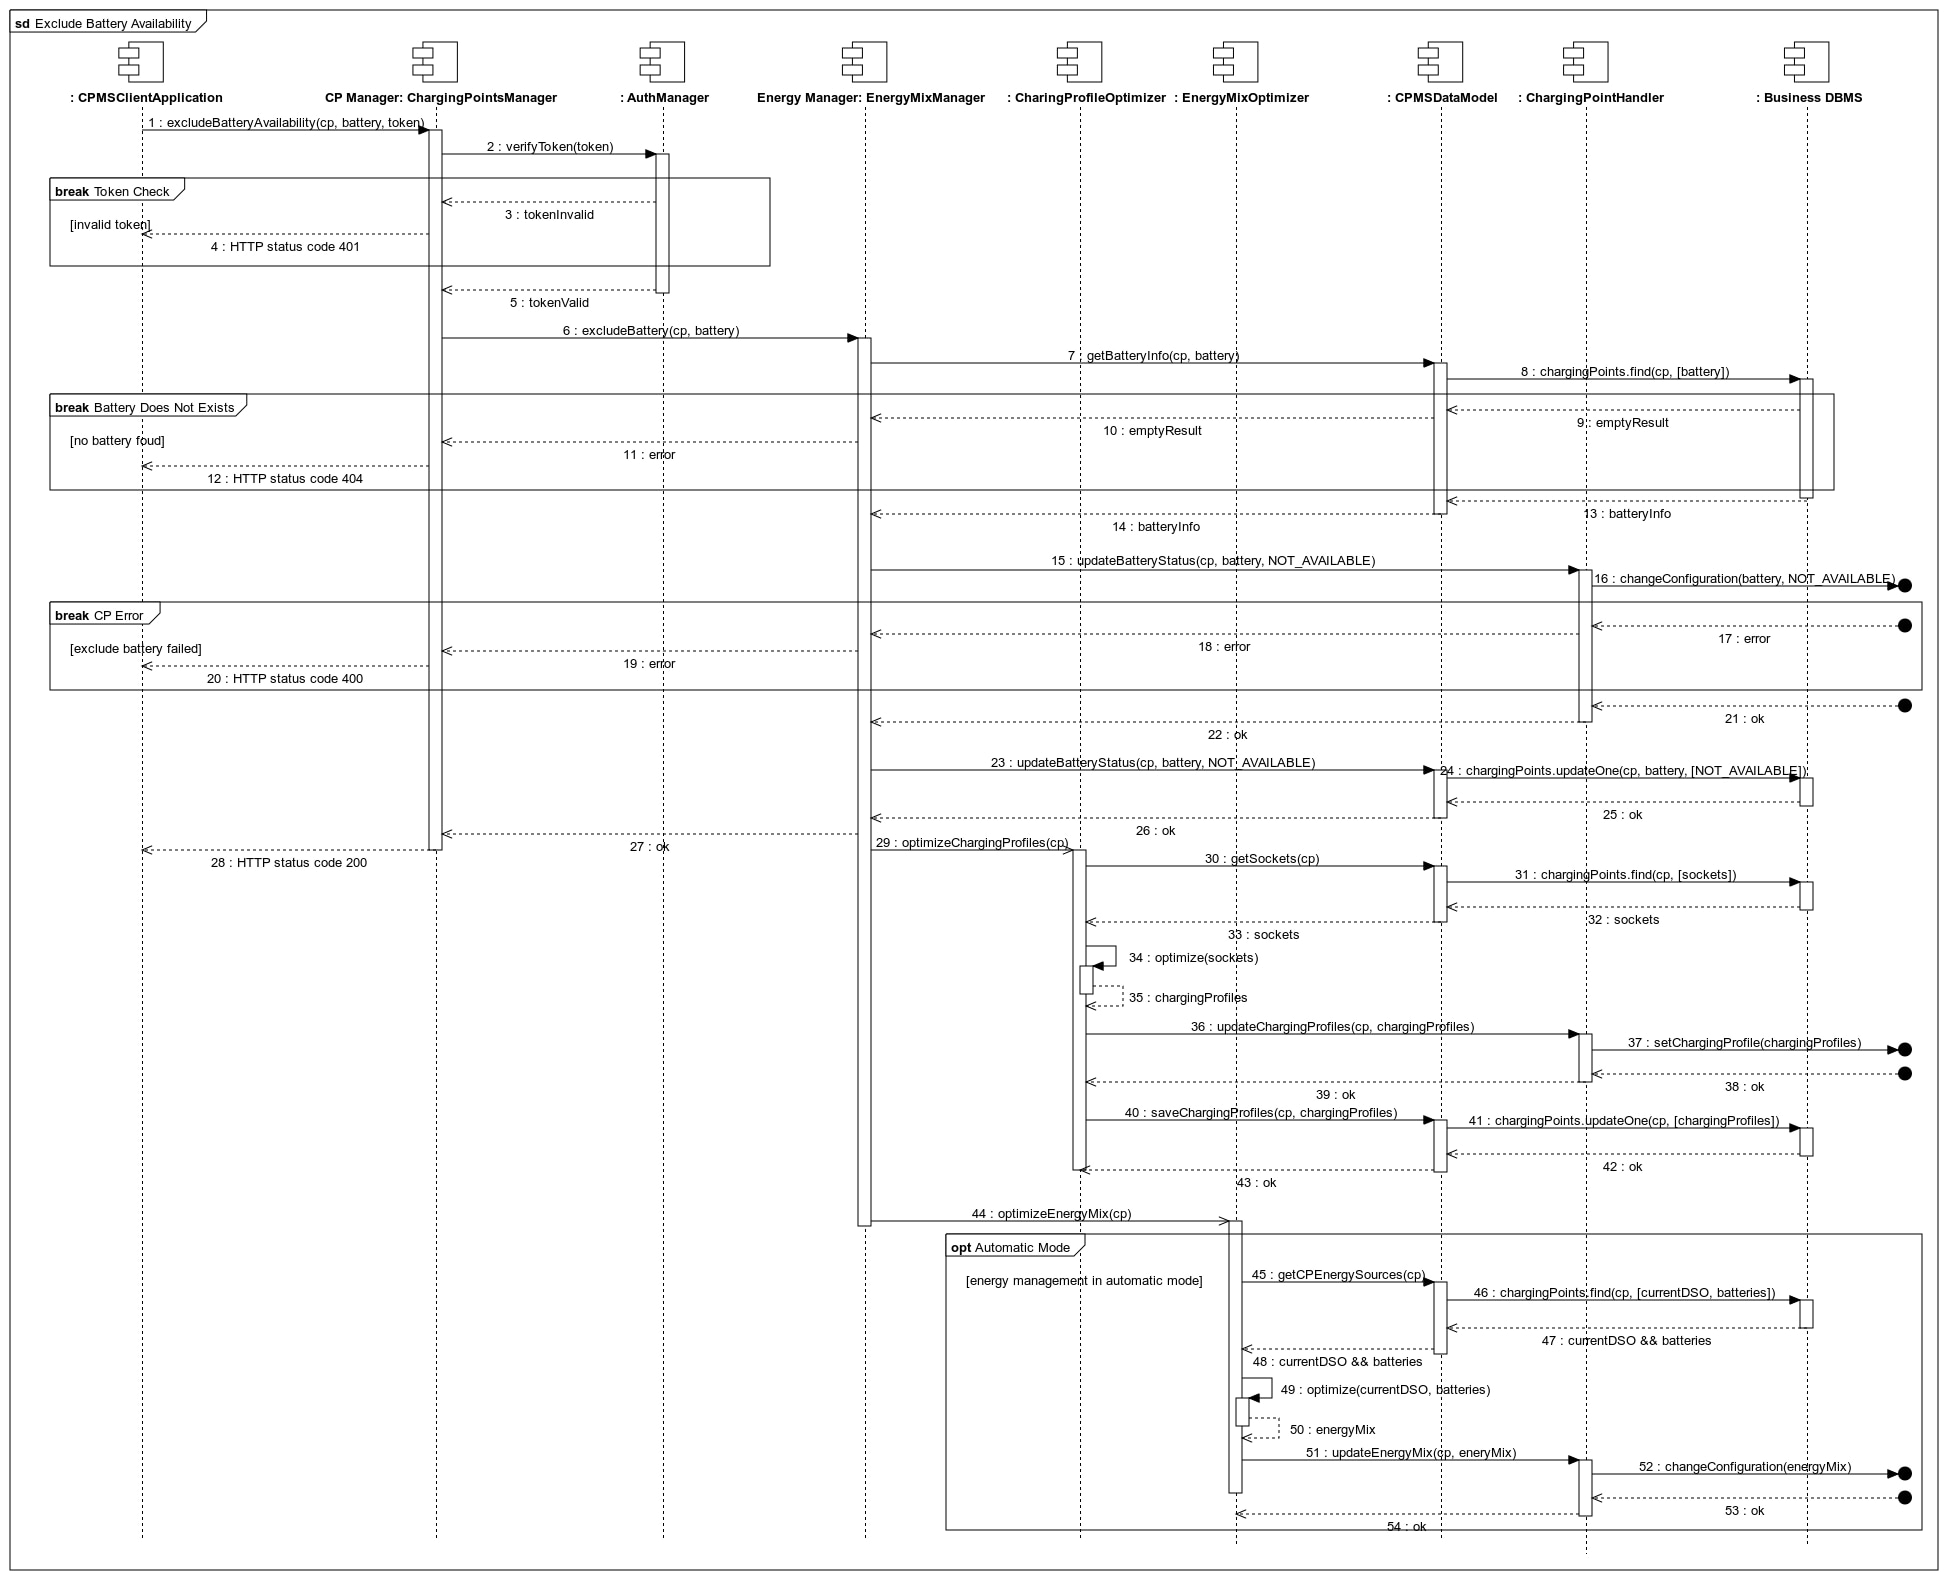 sd Exclude Battery Availability
: CPMSClientApplication
CP Manager: ChargingPointsManager
: AuthManager
Energy Manager: EnergyMixManager
: CharingProfileOptimizer
: EnergyMixOptimizer
: CPMSDataModel
: ChargingPointHandler
: Business DBMS
1 : excludeBatteryAvailability(cp, battery, token)
2 : verifyToken(token)
break Token Check
3 : tokenInvalid
[invalid token]
4 : HTTP status code 401
5 : tokenValid
6 : excludeBattery(cp, battery)
7 : getBatteryInfo(cp, battery)
8 : chargingPoints.find(cp, [battery])
break Battery Does Not Exists
9 : emptyResult
10 : emptyResult
[no battery foud]
11 : error
12 : HTTP status code 404
13 : batteryInfo
14 : batteryInfo
15 : updateBatteryStatus(cp, battery, NOT_AVAILABLE)
16 : changeConfiguration(battery, NOT_AVAILABLE)
break CP Error
17 : error
18 : error
[exclude battery failed]
19 : error
20 : HTTP status code 400
21 : ok
22 : ok
23 : updateBatteryStatus(cp, battery, NOT_AVAILABLE)
24 : chargingPoints.updateOne(cp, battery, [NOT_AVAILABLE])
25 : ok
26 : ok
27 : ok
28 : HTTP status code 200
29 : optimizeChargingProfiles(cp)
30 : getSockets(cp)
31 : chargingPoints.find(cp, [sockets])
32 : sockets
33 : sockets
34 : optimize(sockets)
35 : chargingProfiles
36 : updateChargingProfiles(cp, chargingProfiles)
37 : setChargingProfile(chargingProfiles)
38 : ok
39 : ok
40 : saveChargingProfiles(cp, chargingProfiles)
41 : chargingPoints.updateOne(cp, [chargingProfiles])
42 : ok
43 : ok
44 : optimizeEnergyMix(cp)
opt Automatic Mode
[energy management in automatic mode]
45 : getCPEnergySources(cp)
46 : chargingPoints.find(cp, [currentDSO, batteries])
47 : currentDSO && batteries
48 : currentDSO && batteries
49 : optimize(currentDSO, batteries)
50 : energyMix
51 : updateEnergyMix(cp, eneryMix)
52 : changeConfiguration(energyMix)
53 : ok
54 : ok